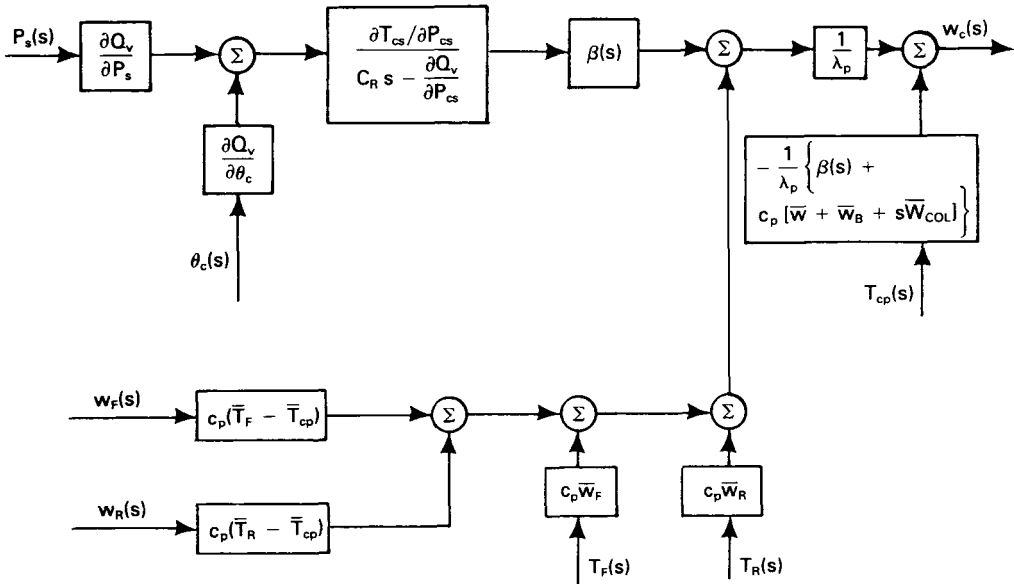 P_s(s)
∂Q_v
∂P_s
Σ
∂T_cs/∂P_cs
C_R s − ∂Q_v
∂P_cs
β(s)
Σ
1
λ_p
Σ
w_c(s)
∂Q_v
∂θ_c
θ_c(s)
− 1
λ_p
{β(s) +
c_p [w̄ + w̄_B + sW̄_COL]}
T_cp(s)
w_F(s)
c_p(T̄_F − T̄_cp)
Σ
Σ
Σ
w_R(s)
c_p(T̄_R − T̄_cp)
c_p w̄_F
c_p w̄_R
T_F(s)
T_R(s)